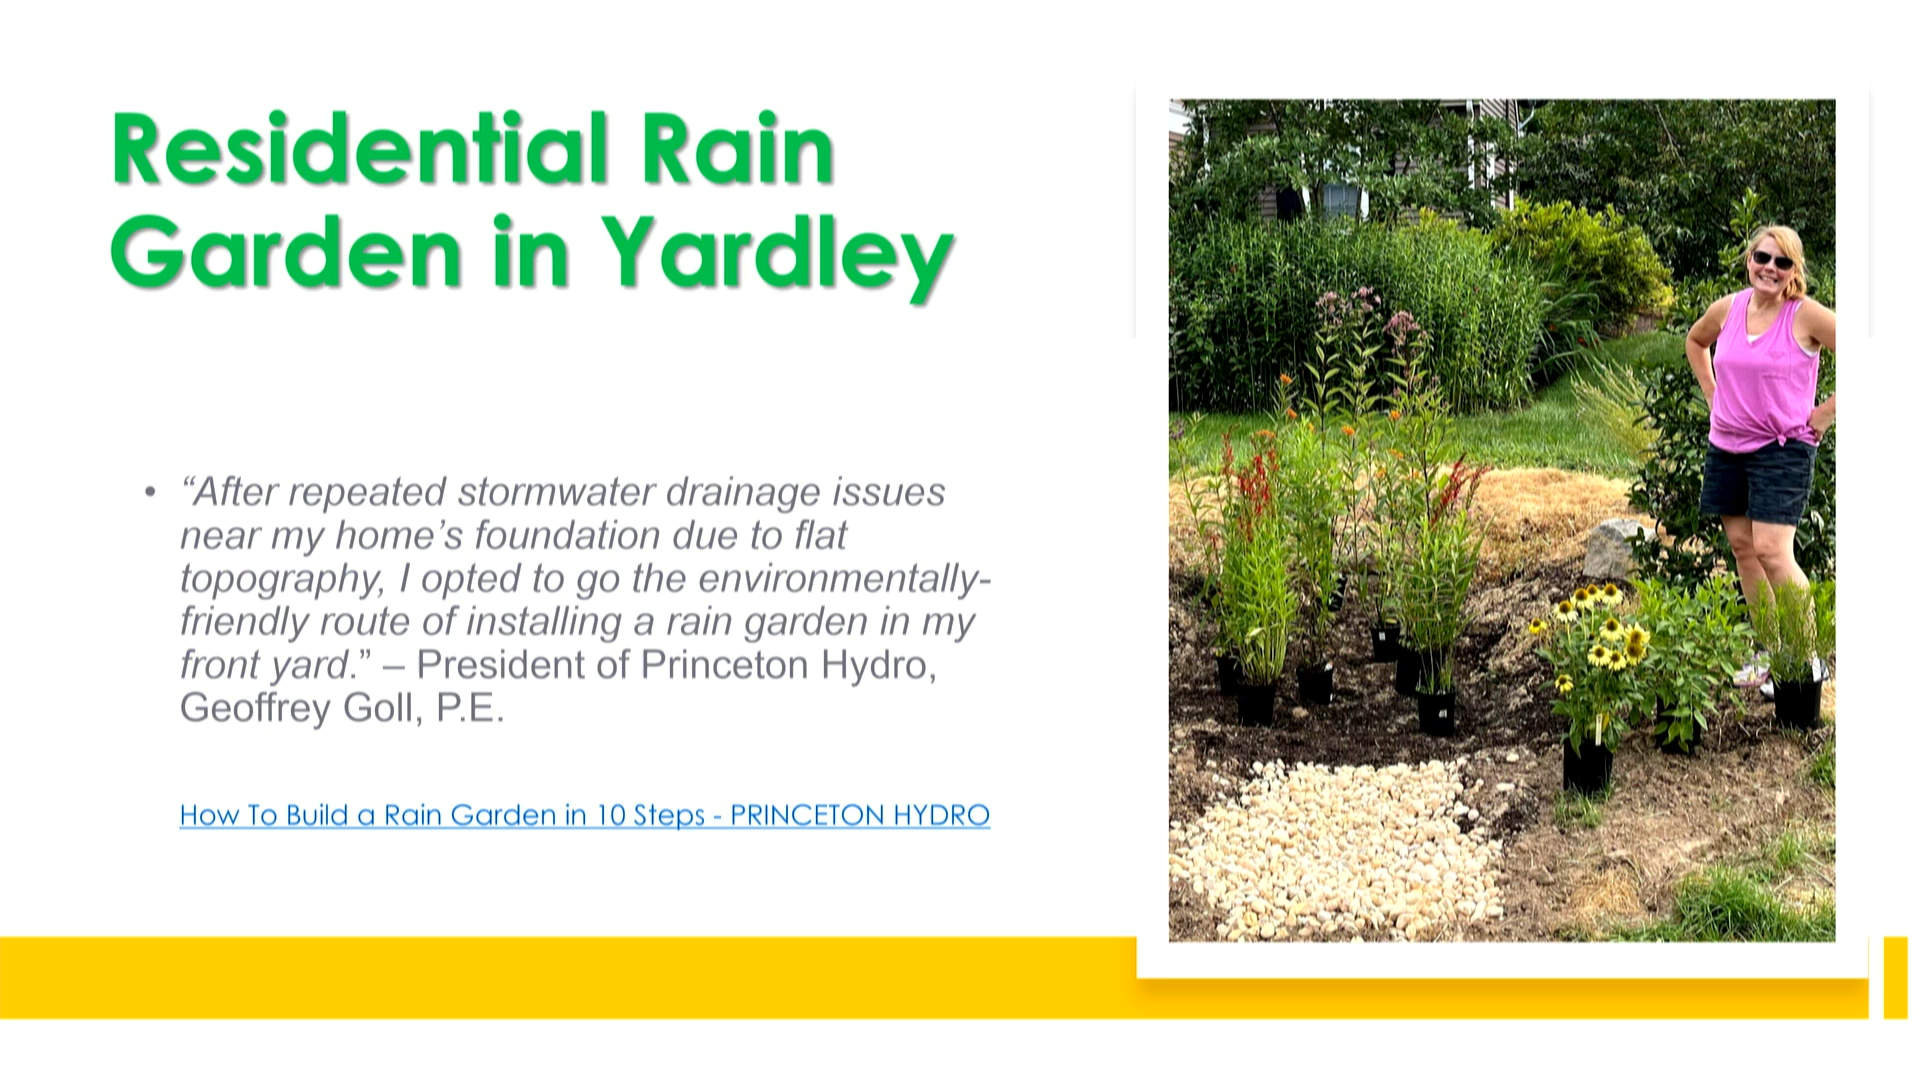 Residential Rain
Garden in Yardley
• “After repeated stormwater drainage issues
near my home’s foundation due to flat
topography, I opted to go the environmentally-
friendly route of installing a rain garden in my
front yard.” – President of Princeton Hydro,
Geoffrey Goll, P.E.
How To Build a Rain Garden in 10 Steps - PRINCETON HYDRO